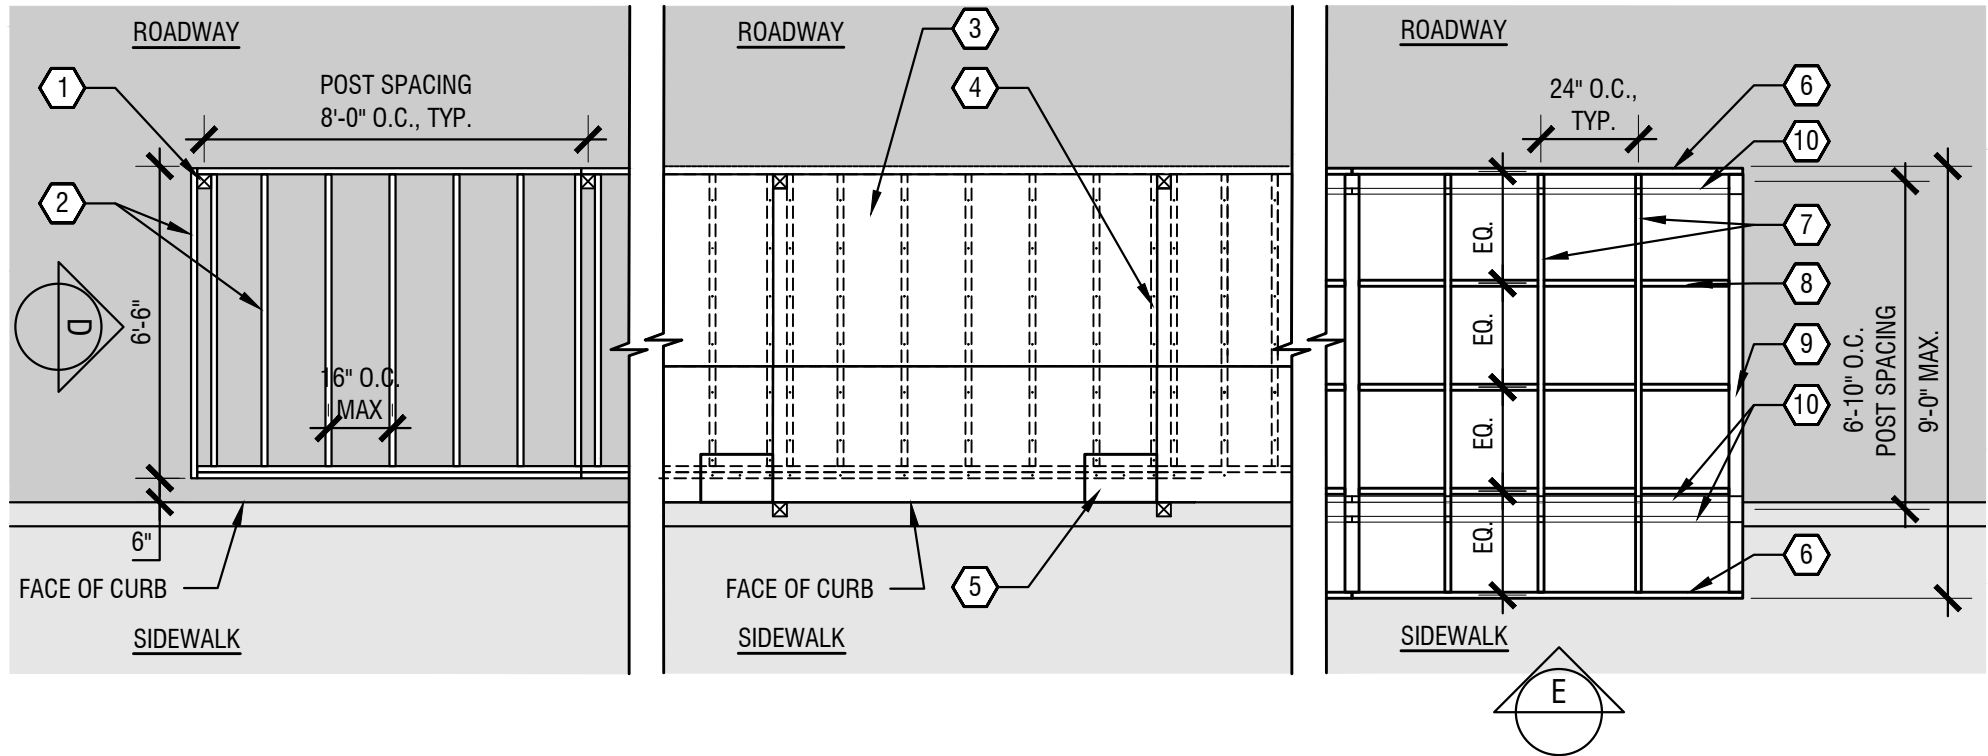 ROADWAY
1
POST SPACING
8'-0" O.C., TYP.
2
D
6'-6"
16" O.C.
MAX
6"
FACE OF CURB
SIDEWALK
ROADWAY
3
4
FACE OF CURB
5
SIDEWALK
ROADWAY
24" O.C.,
TYP.
6
10
7
EQ.
8
EQ.
9
10
EQ.
EQ.
6'-10" O.C.
POST SPACING
9'-0" MAX.
6
SIDEWALK
E